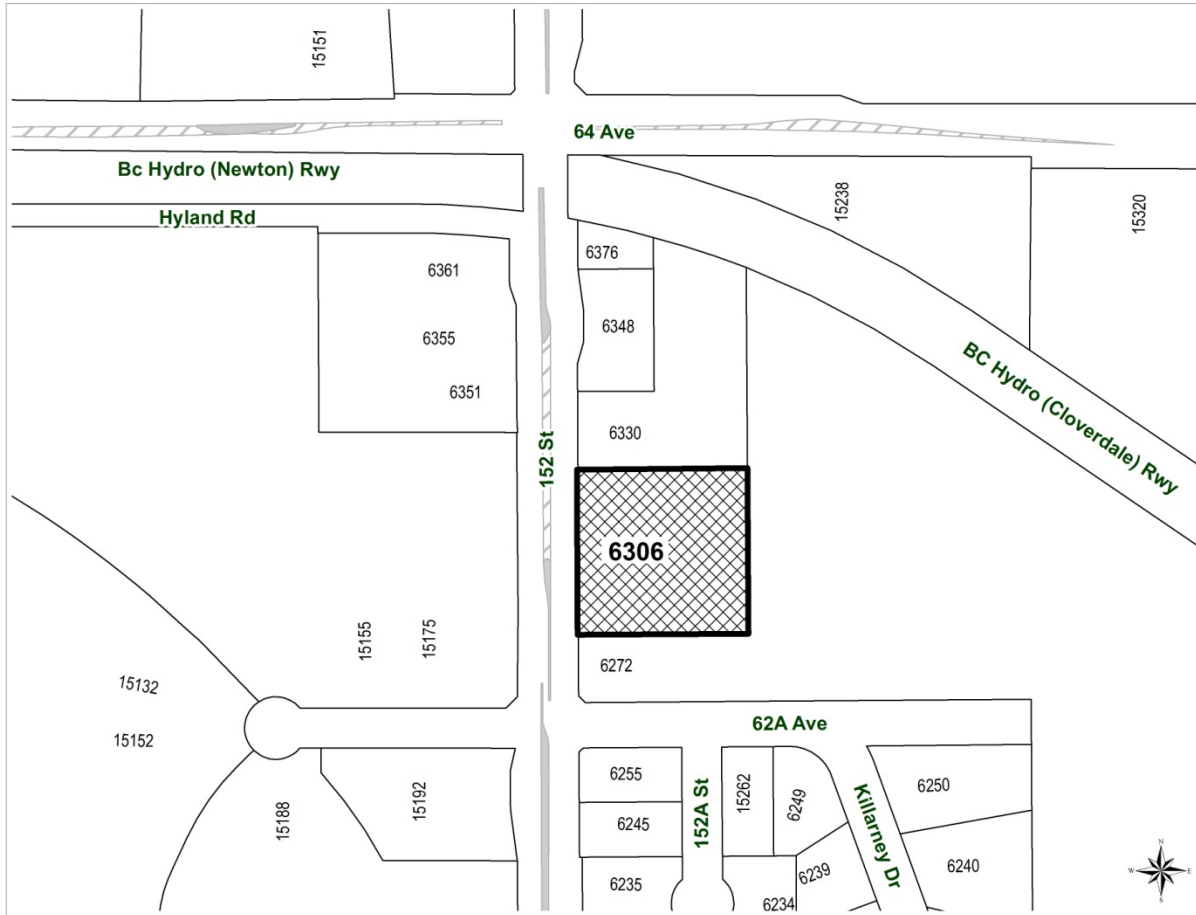 15151
64 Ave
Bc Hydro (Newton) Rwy
15238
15320
Hyland Rd
6376
6361
6348
6355
BC Hydro (Cloverdale) Rwy
6351
6330
152 St
6306
15155
15175
6272
15132
62A Ave
15152
6255
15262
6249
6250
15192
15188
6245
152A St
Killarney Dr
6235
6234
6239
6240
N
W
E
S